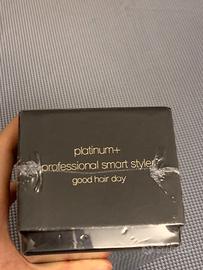 platinum+
professional smart styler
good hair day